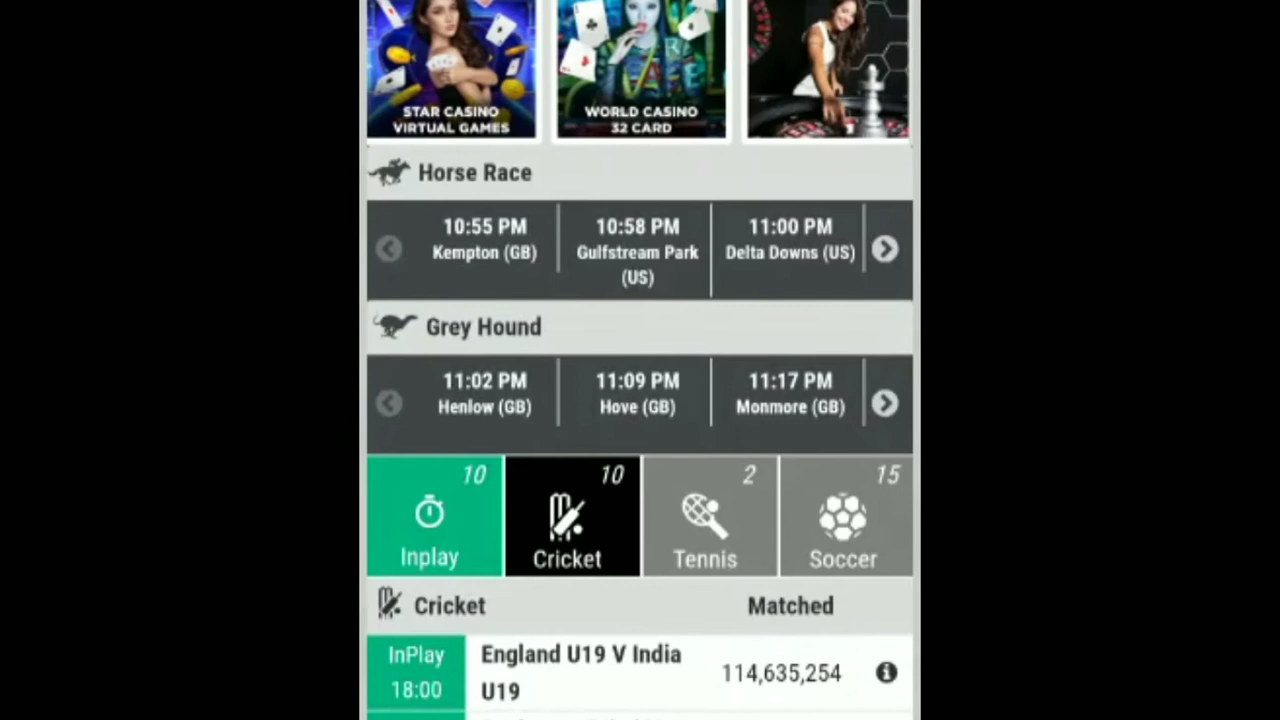 STAR CASINO
VIRTUAL GAMES
WORLD CASINO
32 CARD
Horse Race
10:55 PM
Kempton (GB)
10:58 PM
Gulfstream Park
(US)
11:00 PM
Delta Downs (US)
Grey Hound
11:02 PM
Henlow (GB)
11:09 PM
Hove (GB)
11:17 PM
Monmore (GB)
10
Inplay
10
Cricket
2
Tennis
15
Soccer
Cricket
Matched
InPlay
18:00
England U19 V India
U19
114,635,254